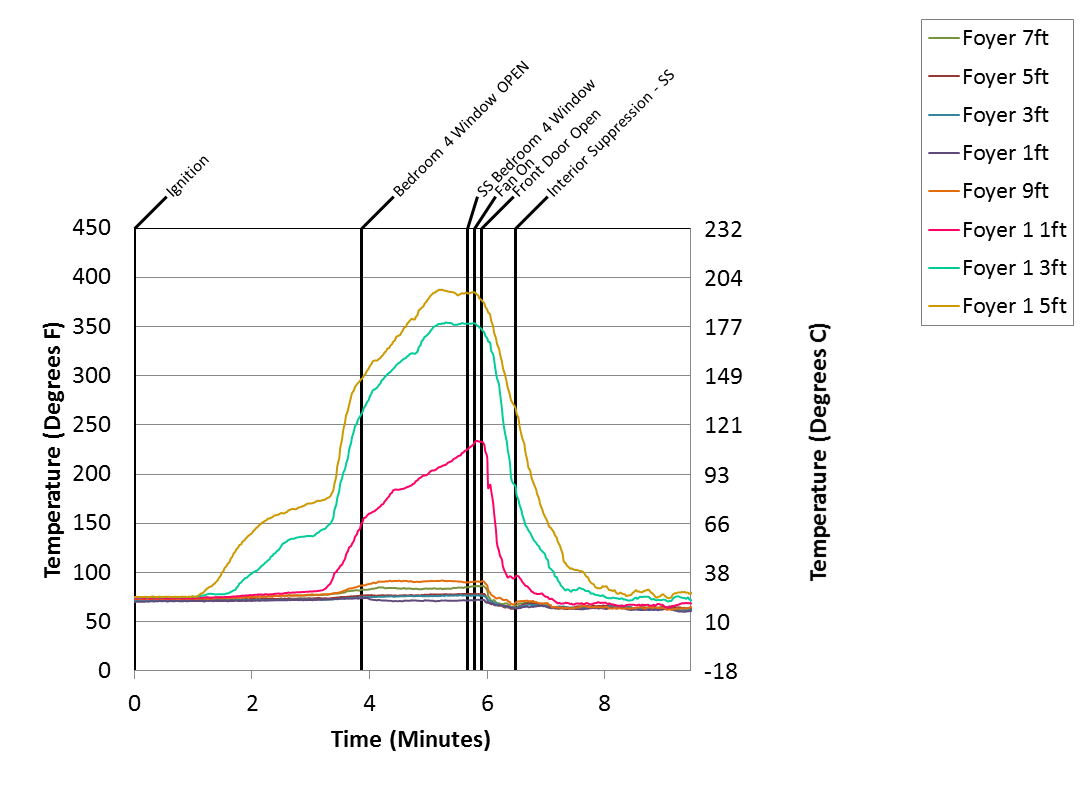 Foyer 7ft
Foyer 5ft
Foyer 3ft
Foyer 1ft
Foyer 9ft
Foyer 1 1ft
Foyer 1 3ft
Foyer 1 5ft
Ignition
Bedroom 4 Window OPEN
SS Bedroom 4 Window
Fan On
Front Door Open
Interior Suppression - SS
Temperature (Degrees F)
450
400
350
300
250
200
150
100
50
0
232
204
177
149
121
93
66
38
10
-18
Temperature (Degrees C)
0 2 4 6 8
Time (Minutes)